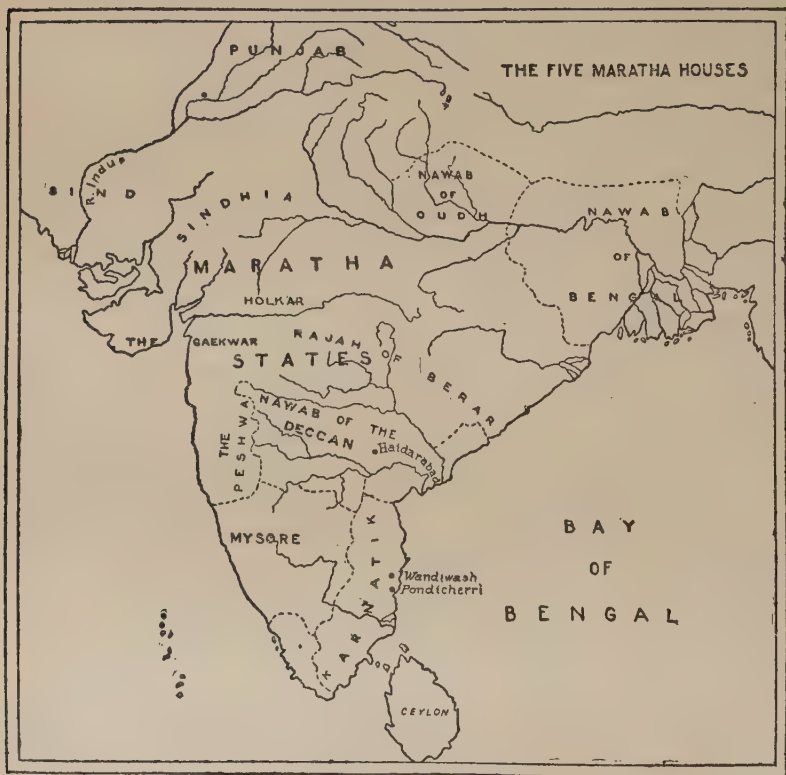 PUNJAB
THE FIVE MARATHA HOUSES
R. Indus
SIND
SINDHIA
NAWAB
OF
OUDH
NAWAB
OF
BENGAL
MARATHA
HOLKAR
THE
GAEKWAR
RAJAH OF BERAR
STATES
NAWAB OF THE
DECCAN
Haidarabad
THE
PESHWA
MYSORE
KARNATIK
Wandiwash
Pondicherri
BAY
OF
BENGAL
CEYLON